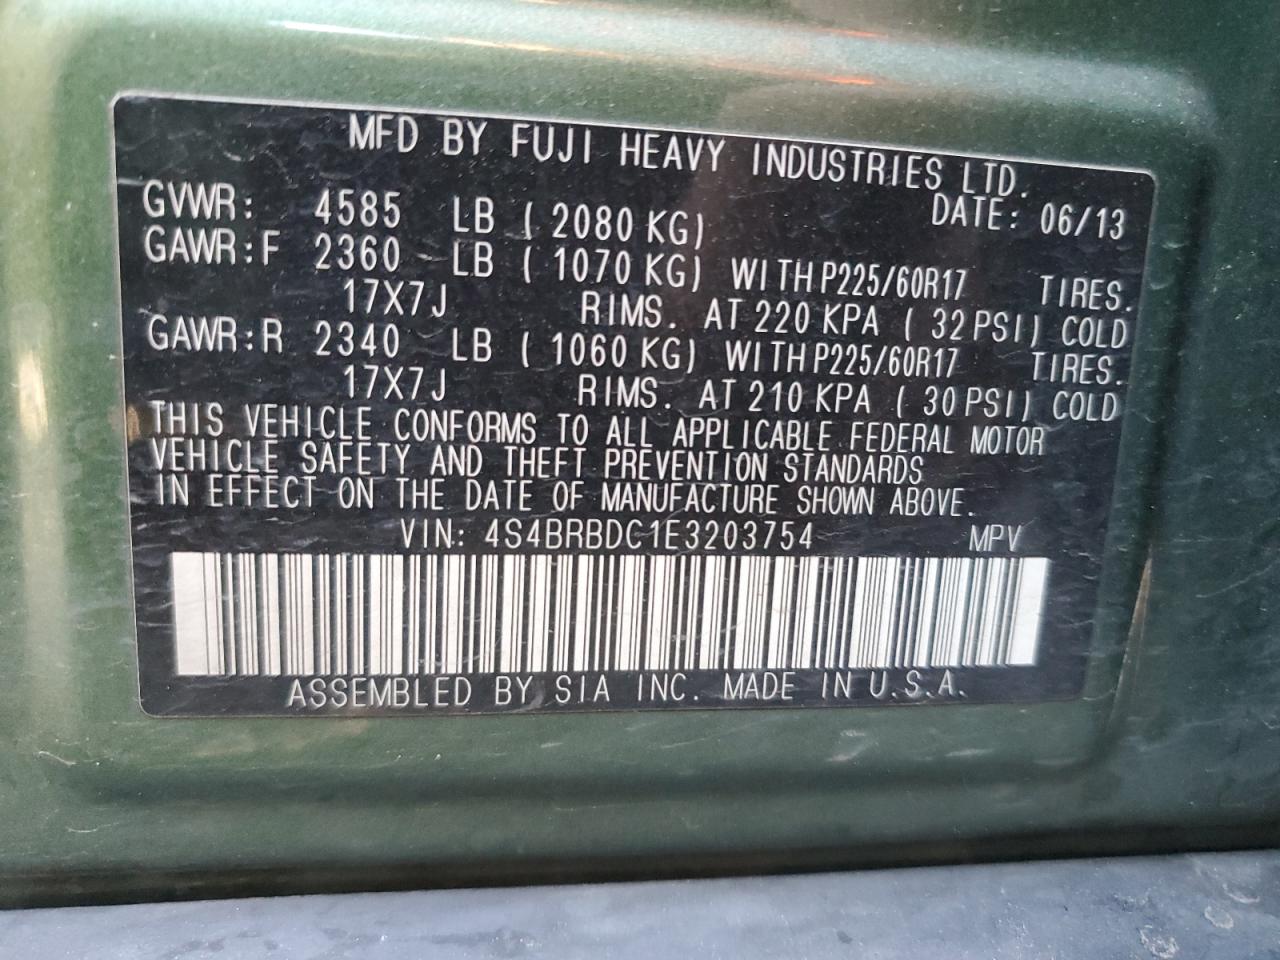 MFD BY FUJI HEAVY INDUSTRIES LTD.
GVWR: 4585 LB ( 2080 KG) DATE: 06/13
GAWR:F 2360 LB ( 1070 KG) WITH P225/60R17 TIRES.
17X7J RIMS. AT 220 KPA ( 32 PSI) COLD
GAWR:R 2340 LB ( 1060 KG) WITH P225/60R17 TIRES.
17X7J RIMS. AT 210 KPA ( 30 PSI) COLD
THIS VEHICLE CONFORMS TO ALL APPLICABLE FEDERAL MOTOR
VEHICLE SAFETY AND THEFT PREVENTION STANDARDS
IN EFFECT ON THE DATE OF MANUFACTURE SHOWN ABOVE.
VIN: 4S4BRBDC1E3203754 MPV
ASSEMBLED BY SIA INC. MADE IN U.S.A.